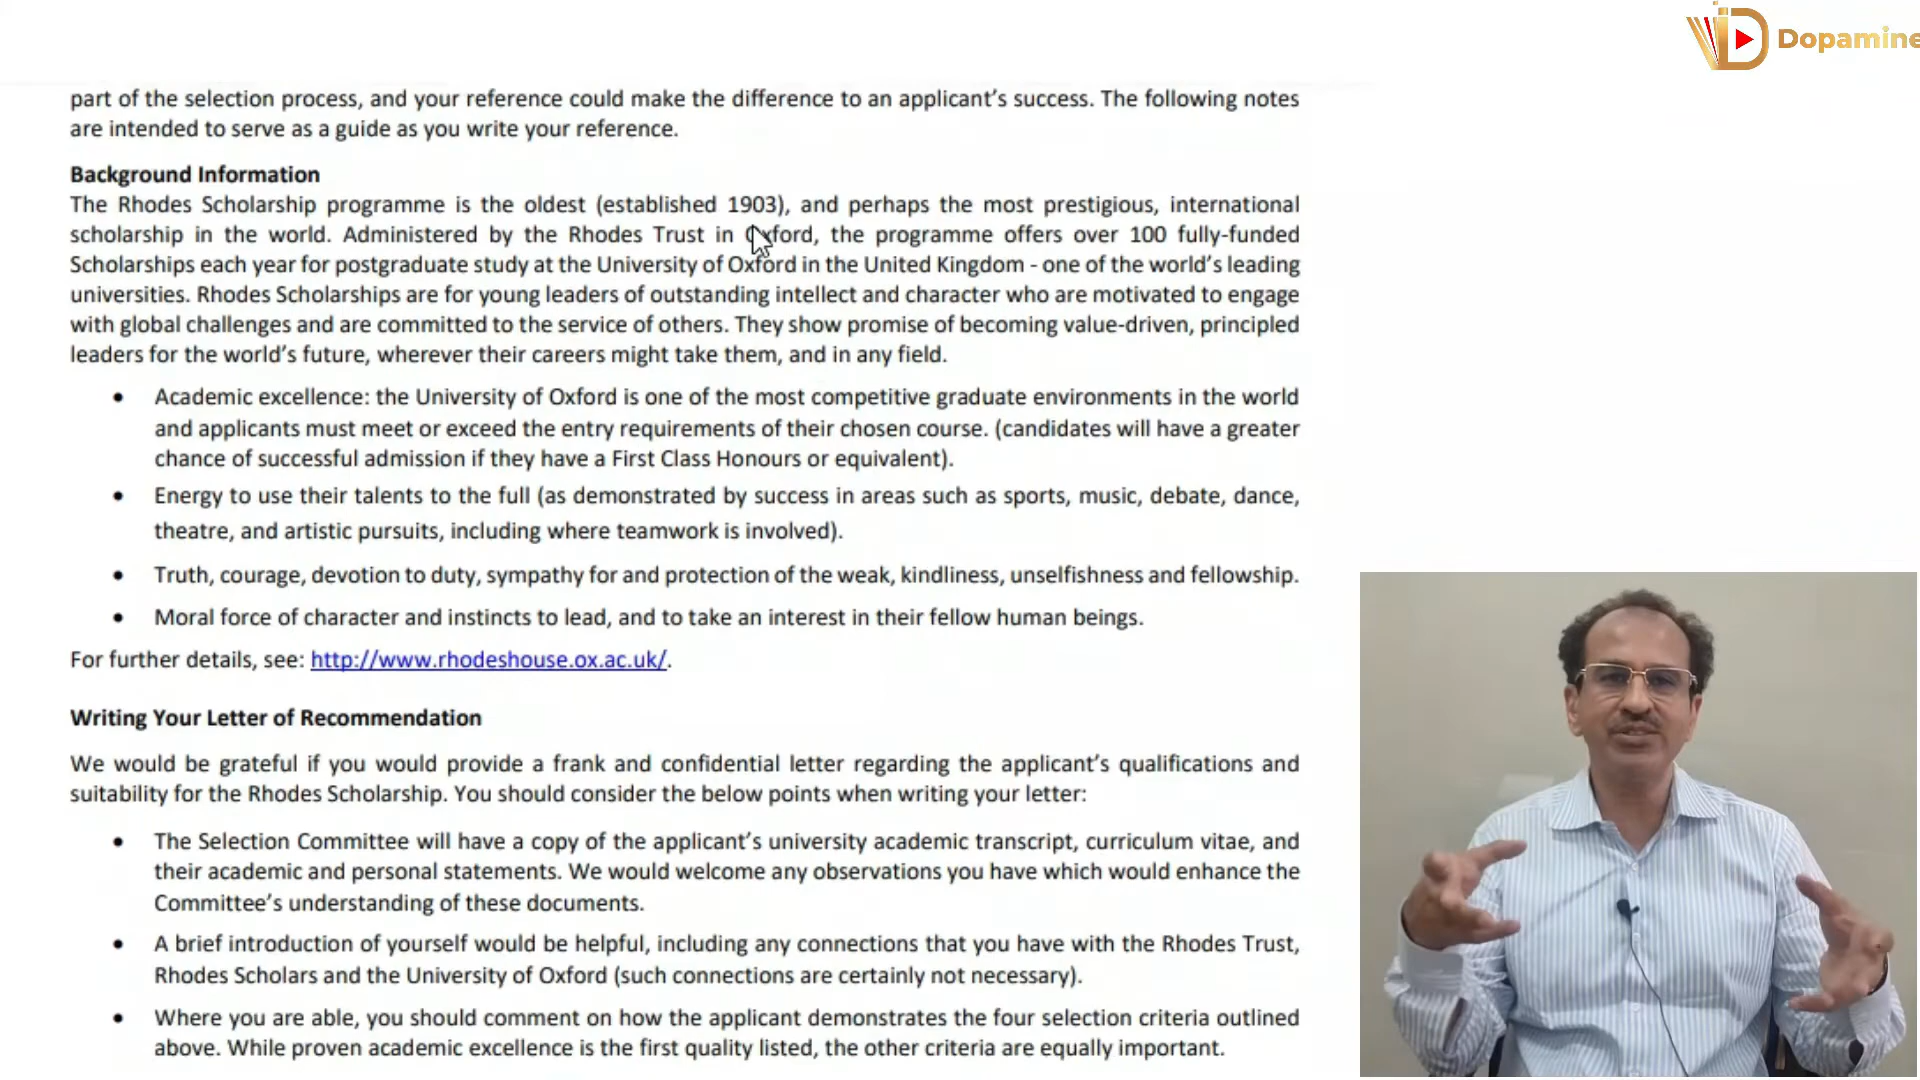 Dopamine
part of the selection process, and your reference could make the difference to an applicant's success. The following notes
are intended to serve as a guide as you write your reference.
Background Information
The Rhodes Scholarship programme is the oldest (established 1903), and perhaps the most prestigious, international
scholarship in the world. Administered by the Rhodes Trust in Oxford, the programme offers over 100 fully-funded
Scholarships each year for postgraduate study at the University of Oxford in the United Kingdom - one of the world's leading
universities. Rhodes Scholarships are for young leaders of outstanding intellect and character who are motivated to engage
with global challenges and are committed to the service of others. They show promise of becoming value-driven, principled
leaders for the world's future, wherever their careers might take them, and in any field.
• Academic excellence: the University of Oxford is one of the most competitive graduate environments in the world
and applicants must meet or exceed the entry requirements of their chosen course. (candidates will have a greater
chance of successful admission if they have a First Class Honours or equivalent).
• Energy to use their talents to the full (as demonstrated by success in areas such as sports, music, debate, dance,
theatre, and artistic pursuits, including where teamwork is involved).
• Truth, courage, devotion to duty, sympathy for and protection of the weak, kindliness, unselfishness and fellowship.
• Moral force of character and instincts to lead, and to take an interest in their fellow human beings.
For further details, see: http://www.rhodeshouse.ox.ac.uk/.
Writing Your Letter of Recommendation
We would be grateful if you would provide a frank and confidential letter regarding the applicant's qualifications and
suitability for the Rhodes Scholarship. You should consider the below points when writing your letter:
• The Selection Committee will have a copy of the applicant's university academic transcript, curriculum vitae, and
their academic and personal statements. We would welcome any observations you have which would enhance the
Committee's understanding of these documents.
• A brief introduction of yourself would be helpful, including any connections that you have with the Rhodes Trust,
Rhodes Scholars and the University of Oxford (such connections are certainly not necessary).
• Where you are able, you should comment on how the applicant demonstrates the four selection criteria outlined
above. While proven academic excellence is the first quality listed, the other criteria are equally important.